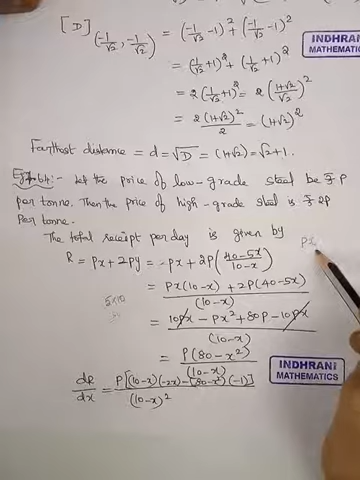 [D](-1/√2, -1/√2) = (-1/√2 -1)² + (-1/√2 -1)²
INDHRANI
MATHEMATICS
= (1/√2 +1)² + (1/√2 +1)²
= 2(1/√2 +1)² = 2((1+√2)/√2)²
= 2(1+√2)²/2 = (1+√2)²
Farthest distance = d = √D = (1+√2) = √2+1.
Let the price of low-grade steel be ₹ P
per tonne. Then the price of high-grade steel is ₹ 2P
Per tonne.
The total receipt per day is given by
Px
R = Px + 2Py = Px + 2P((40-5x)/(10-x))
5x10
= (Px(10-x) + 2P(40-5x))/(10-x)
= (10Px - Px² + 80P - 10Px)/(10-x)
= P(80-x²)/(10-x)
INDHRANI
MATHEMATICS
dR/dx = P[(10-x)(-2x)-(80-x²)(-1)]/(10-x)²